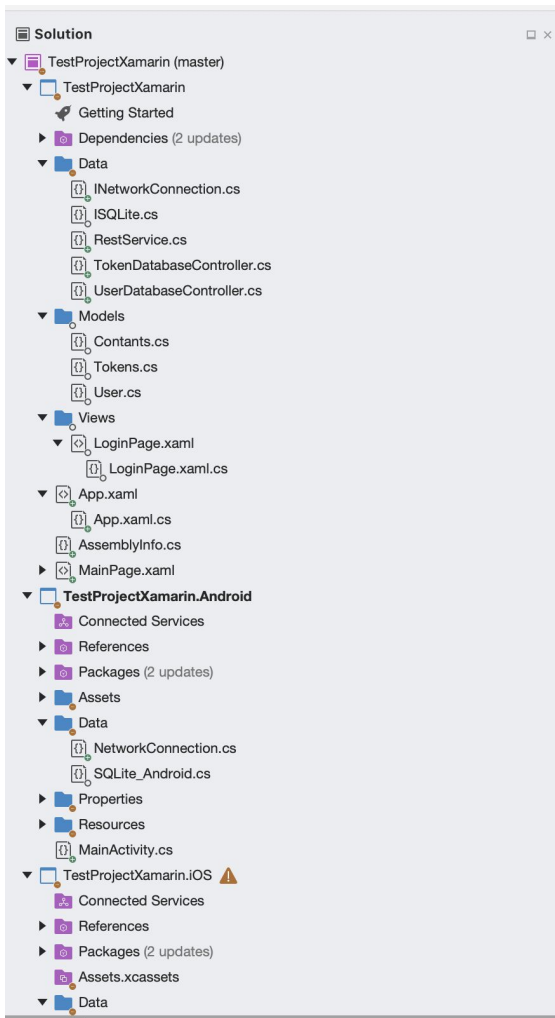 Solution
TestProjectXamarin (master)
TestProjectXamarin
Getting Started
Dependencies (2 updates)
Data
INetworkConnection.cs
ISQLite.cs
RestService.cs
TokenDatabaseController.cs
UserDatabaseController.cs
Models
Contants.cs
Tokens.cs
User.cs
Views
LoginPage.xaml
LoginPage.xaml.cs
App.xaml
App.xaml.cs
AssemblyInfo.cs
MainPage.xaml
TestProjectXamarin.Android
Connected Services
References
Packages (2 updates)
Assets
Data
NetworkConnection.cs
SQLite_Android.cs
Properties
Resources
MainActivity.cs
TestProjectXamarin.iOS
Connected Services
References
Packages (2 updates)
Assets.xcassets
Data